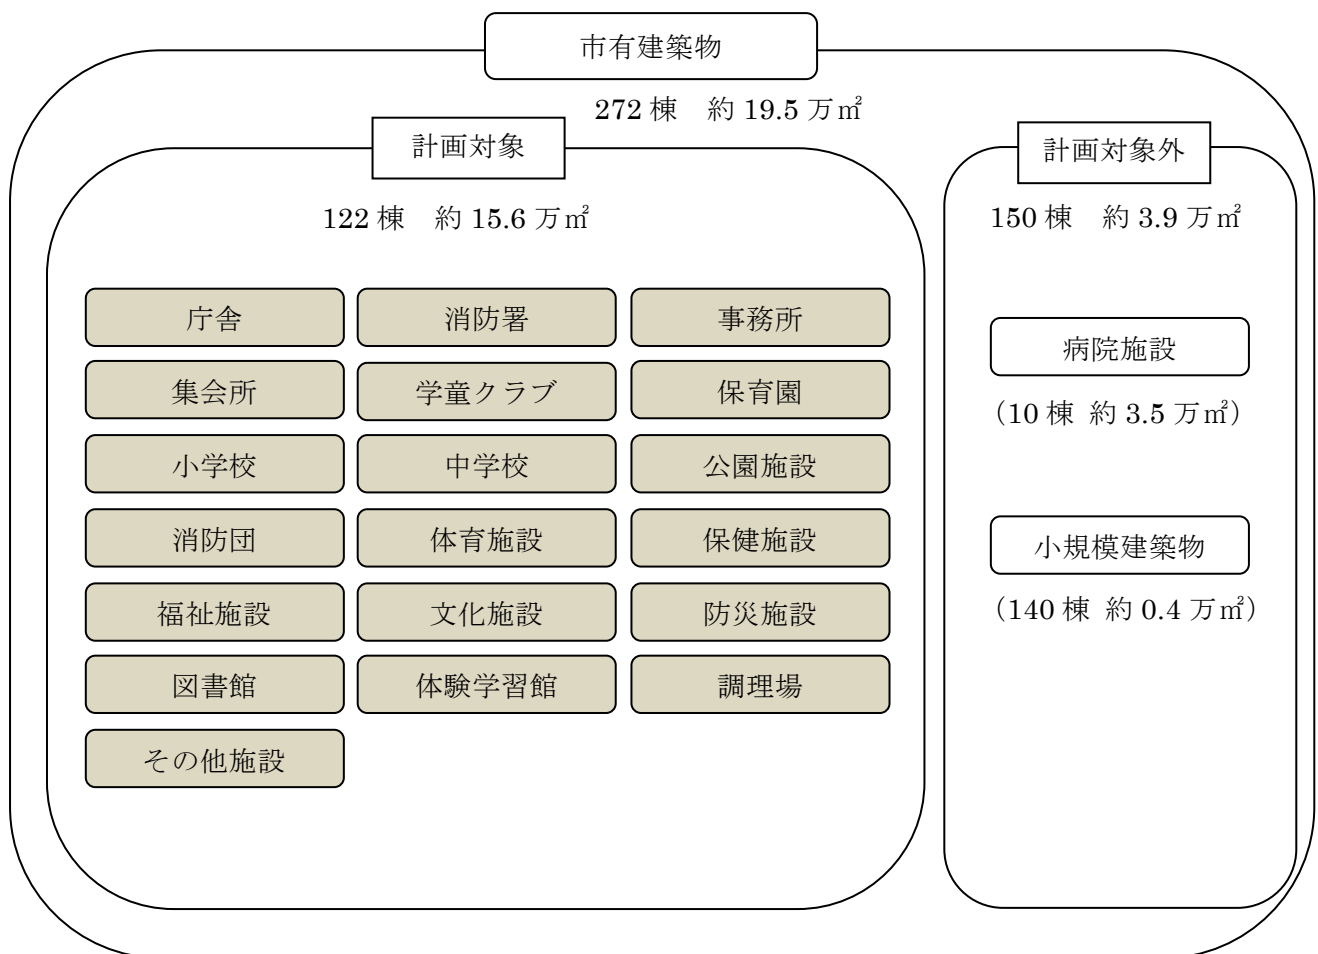 市有建築物
272 棟　約 19.5 万㎡
計画対象
122 棟　約 15.6 万㎡
庁舎
消防署
事務所
集会所
学童クラブ
保育園
小学校
中学校
公園施設
消防団
体育施設
保健施設
福祉施設
文化施設
防災施設
図書館
体験学習館
調理場
その他施設
計画対象外
150 棟　約 3.9 万㎡
病院施設
（10 棟 約 3.5 万㎡）
小規模建築物
（140 棟 約 0.4 万㎡）